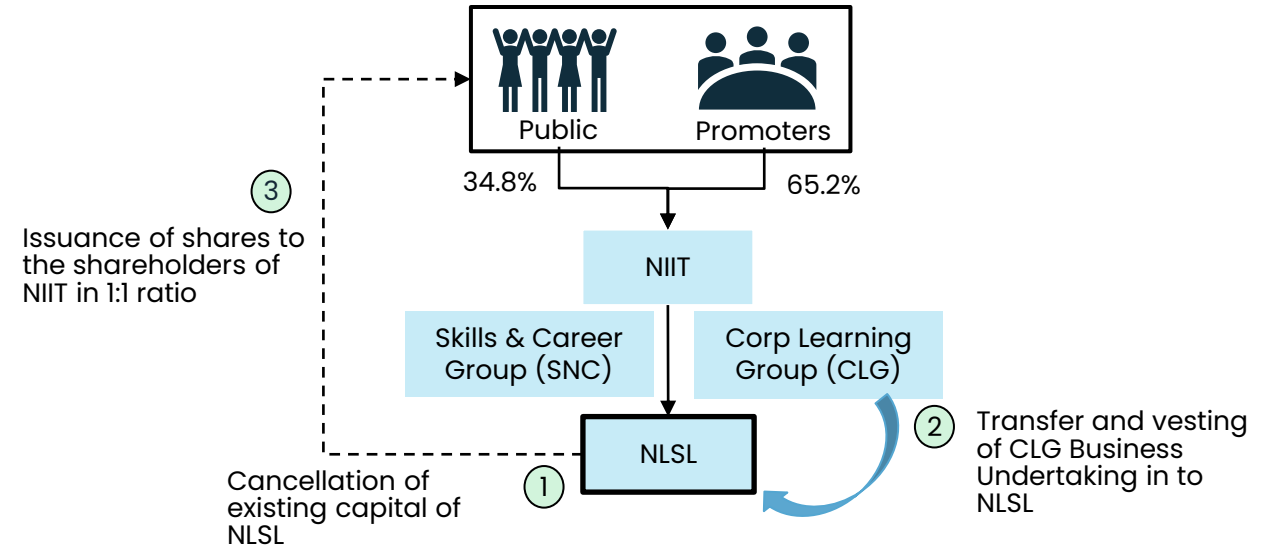 Public
Promoters
34.8%
65.2%
3
Issuance of shares to
the shareholders of
NIIT in 1:1 ratio
NIIT
Skills & Career
Group (SNC)
Corp Learning
Group (CLG)
2
Transfer and vesting
of CLG Business
Undertaking in to
NLSL
NLSL
1
Cancellation of
existing capital of
NLSL